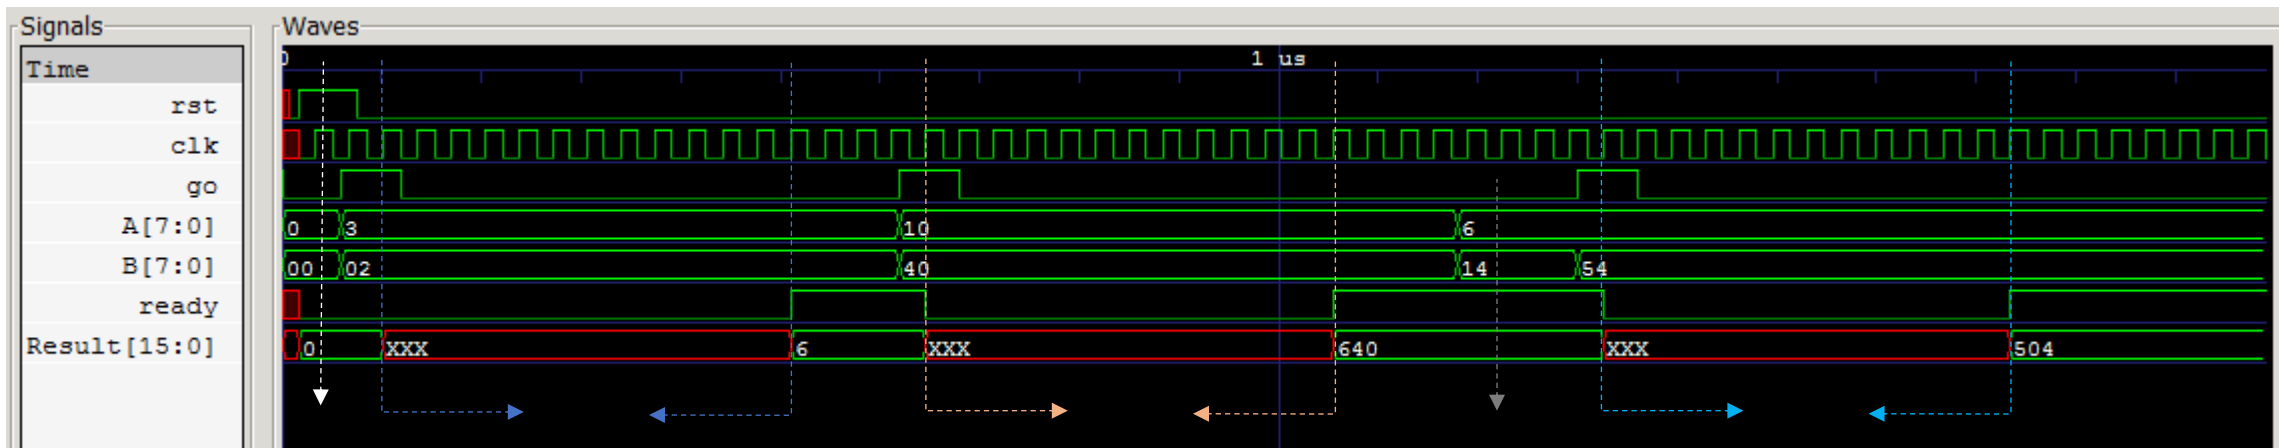 Signals
Waves
Time
0
1 us
rst
clk
go
A[7:0]
0 3 10 6
B[7:0]
00 02 40 14 54
ready
Result[15:0]
0 XXX 6 XXX 640 XXX 504